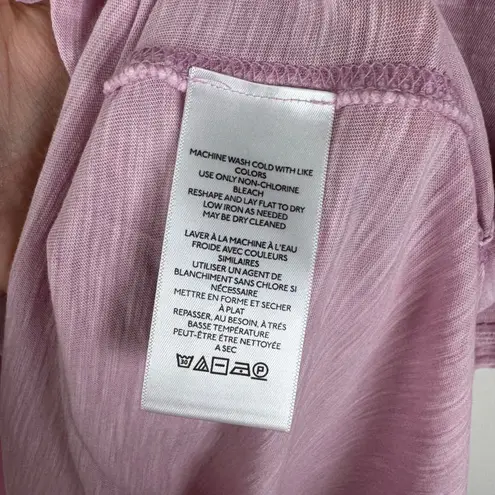 MACHINE WASH COLD WITH LIKE
COLORS
USE ONLY NON-CHLORINE
BLEACH
RESHAPE AND LAY FLAT TO DRY
LOW IRON AS NEEDED
MAY BE DRY CLEANED
LAVER À LA MACHINE À L'EAU
FROIDE AVEC COULEURS
SIMILAIRES
UTILISER UN AGENT DE
BLANCHIMENT SANS CHLORE SI
NÉCESSAIRE
METTRE EN FORME ET SECHER
À PLAT
REPASSER, AU BESOIN, À TRÈS
BASSE TEMPÉRATURE
PEUT-ÊTRE ÊTRE NETTOYÉE
A SEC
30 P